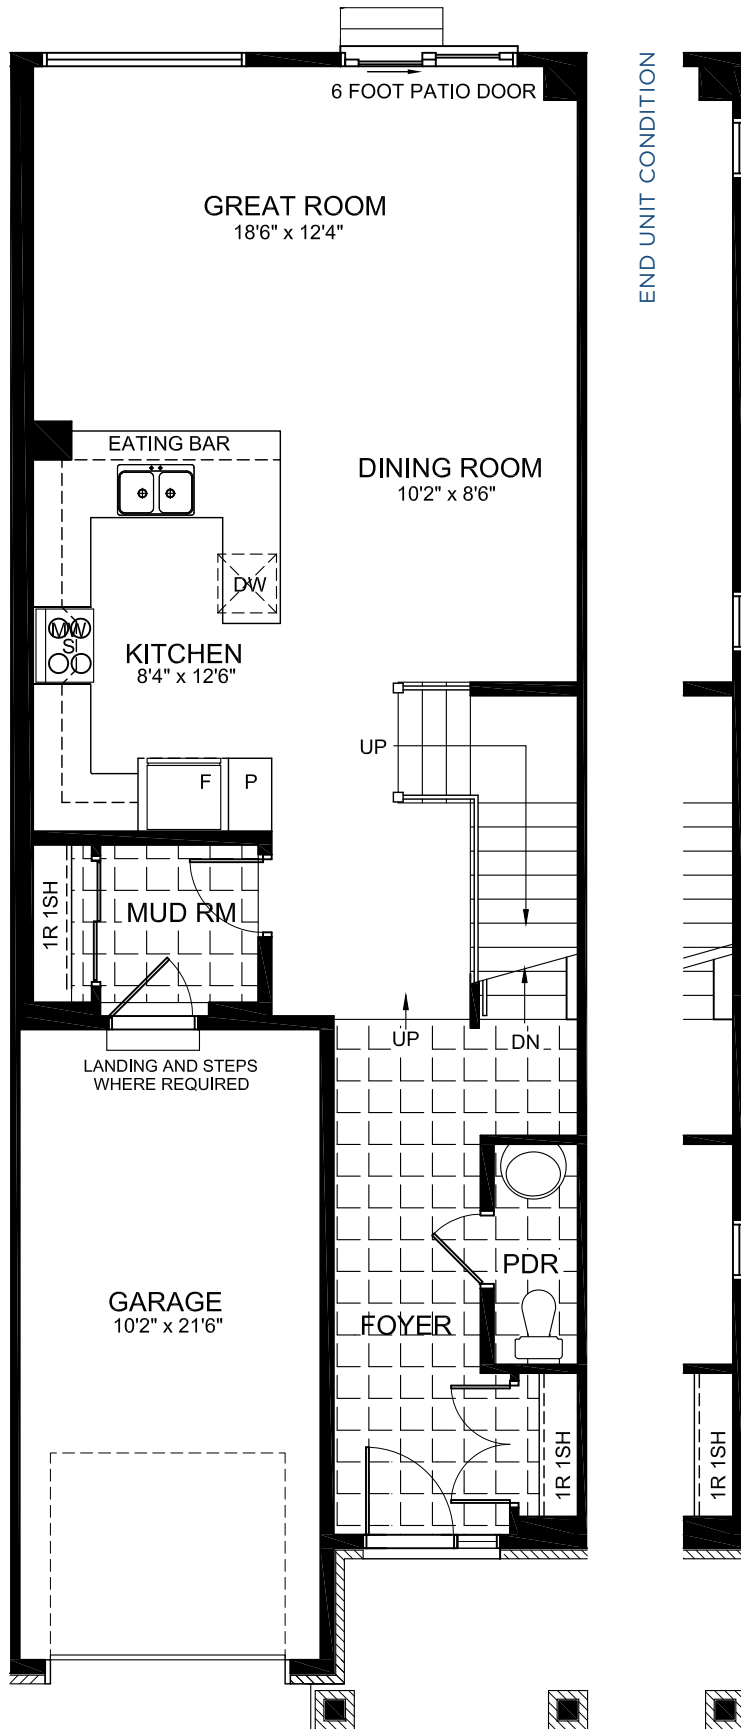 6 FOOT PATIO DOOR
END UNIT CONDITION
GREAT ROOM
18'6" x 12'4"
EATING BAR
DINING ROOM
10'2" x 8'6"
DW
MW
SI
KITCHEN
8'4" x 12'6"
UP
F
P
1R 1SH
MUD RM
UP
DN
LANDING AND STEPS
WHERE REQUIRED
PDR
GARAGE
10'2" x 21'6"
FOYER
1R 1SH
1R 1SH